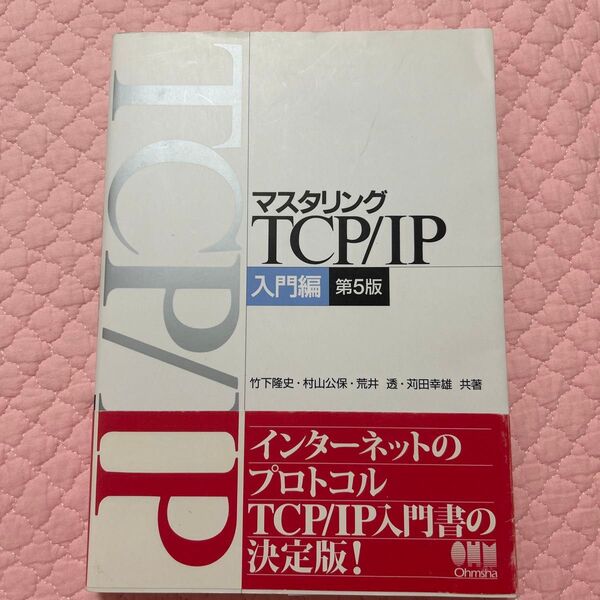 TCP/IP
マスタリング
TCP/IP
入門編 第5版
竹下隆史・村山公保・荒井 透・苅田幸雄 共著
インターネットの
プロトコル
TCP/IP入門書の
決定版!
OHM
Ohmsha